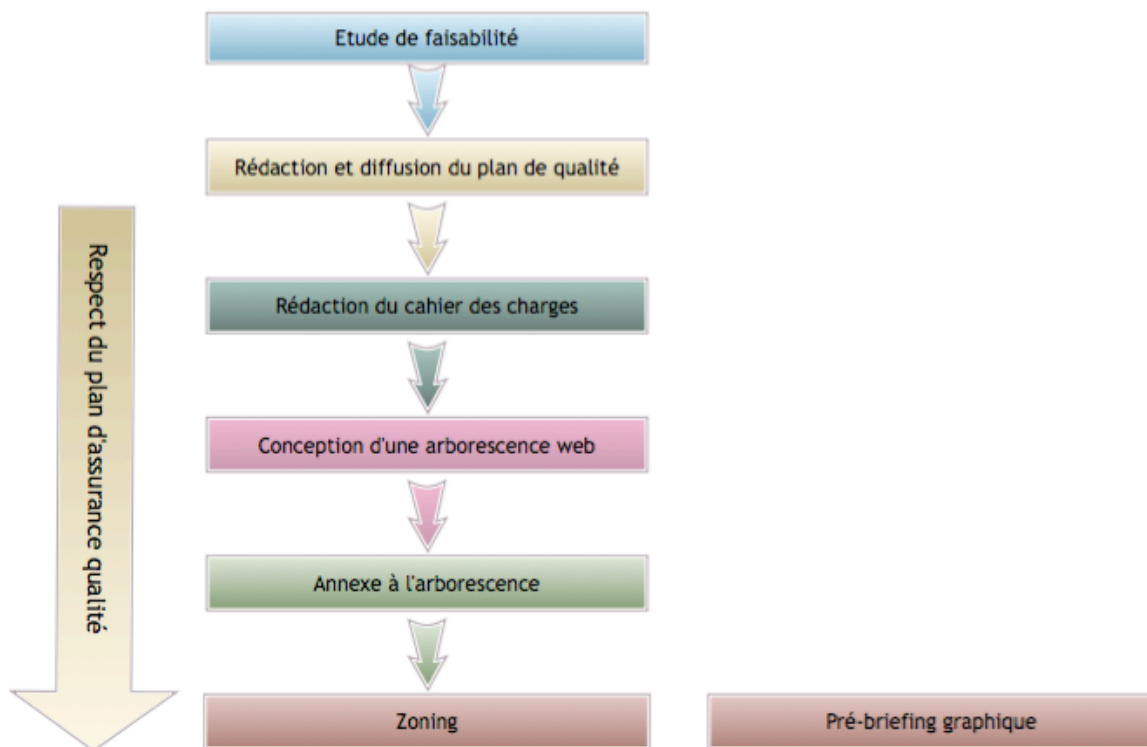 Etude de faisabilité
Rédaction et diffusion du plan de qualité
Respect du plan d'assurance qualité
Rédaction du cahier des charges
Conception d'une arborescence web
Annexe à l'arborescence
Zoning
Pré-briefing graphique